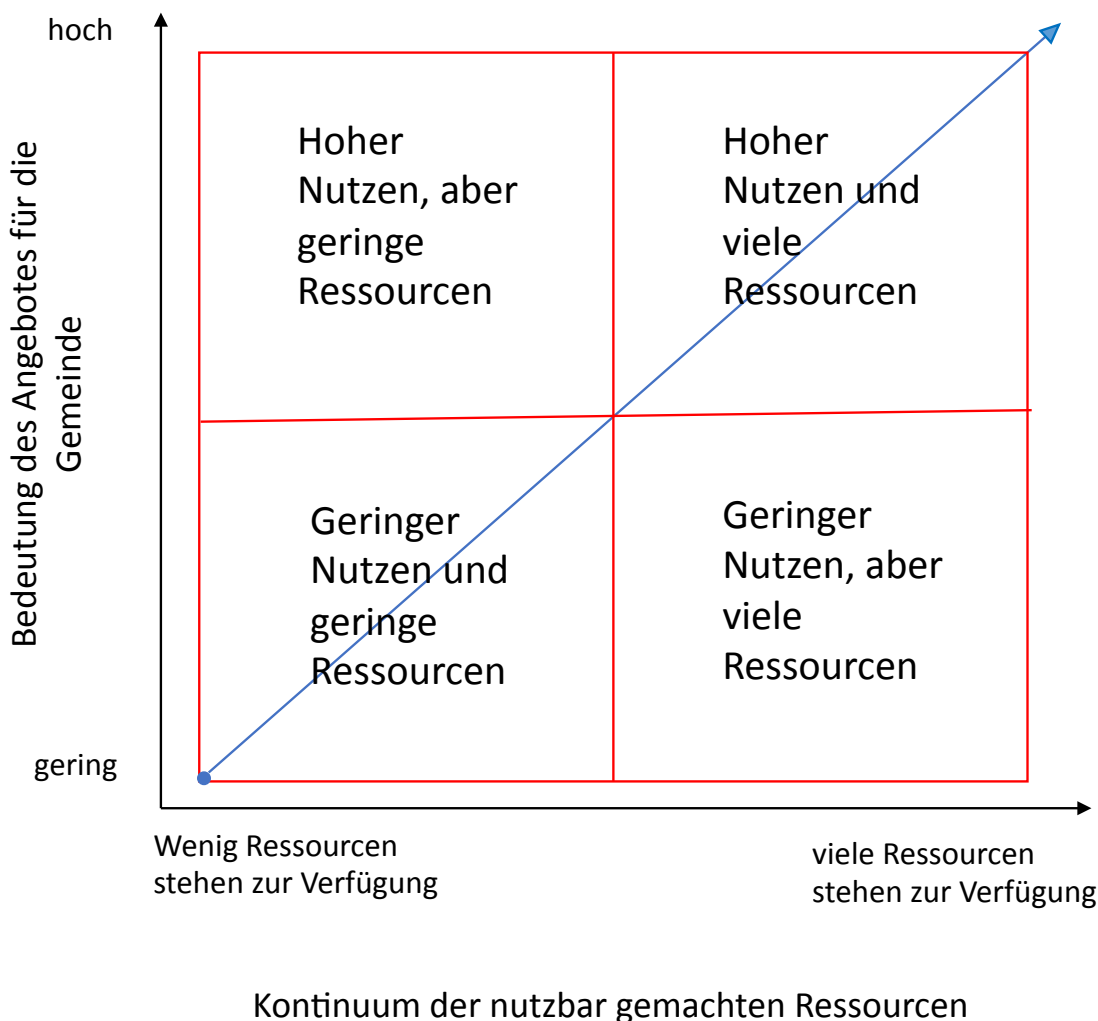 hoch
Bedeutung des Angebotes für die
Gemeinde
Hoher
Nutzen, aber
geringe
Ressourcen
Hoher
Nutzen und
viele
Ressourcen
Geringer
Nutzen und
geringe
Ressourcen
Geringer
Nutzen, aber
viele
Ressourcen
gering
Wenig Ressourcen
stehen zur Verfügung
viele Ressourcen
stehen zur Verfügung
Kontinuum der nutzbar gemachten Ressourcen